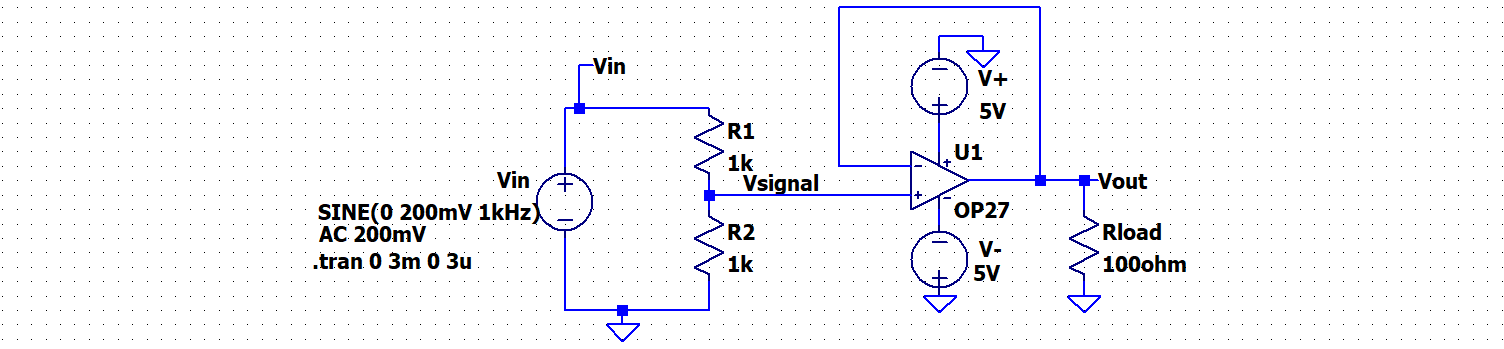 Vin
V+
5V
R1
1k
U1
Vin
Vsignal
Vout
SINE(0 200mV 1kHz)
OP27
AC 200mV
R2
Rload
.tran 0 3m 0 3u
1k
V-
5V
100ohm